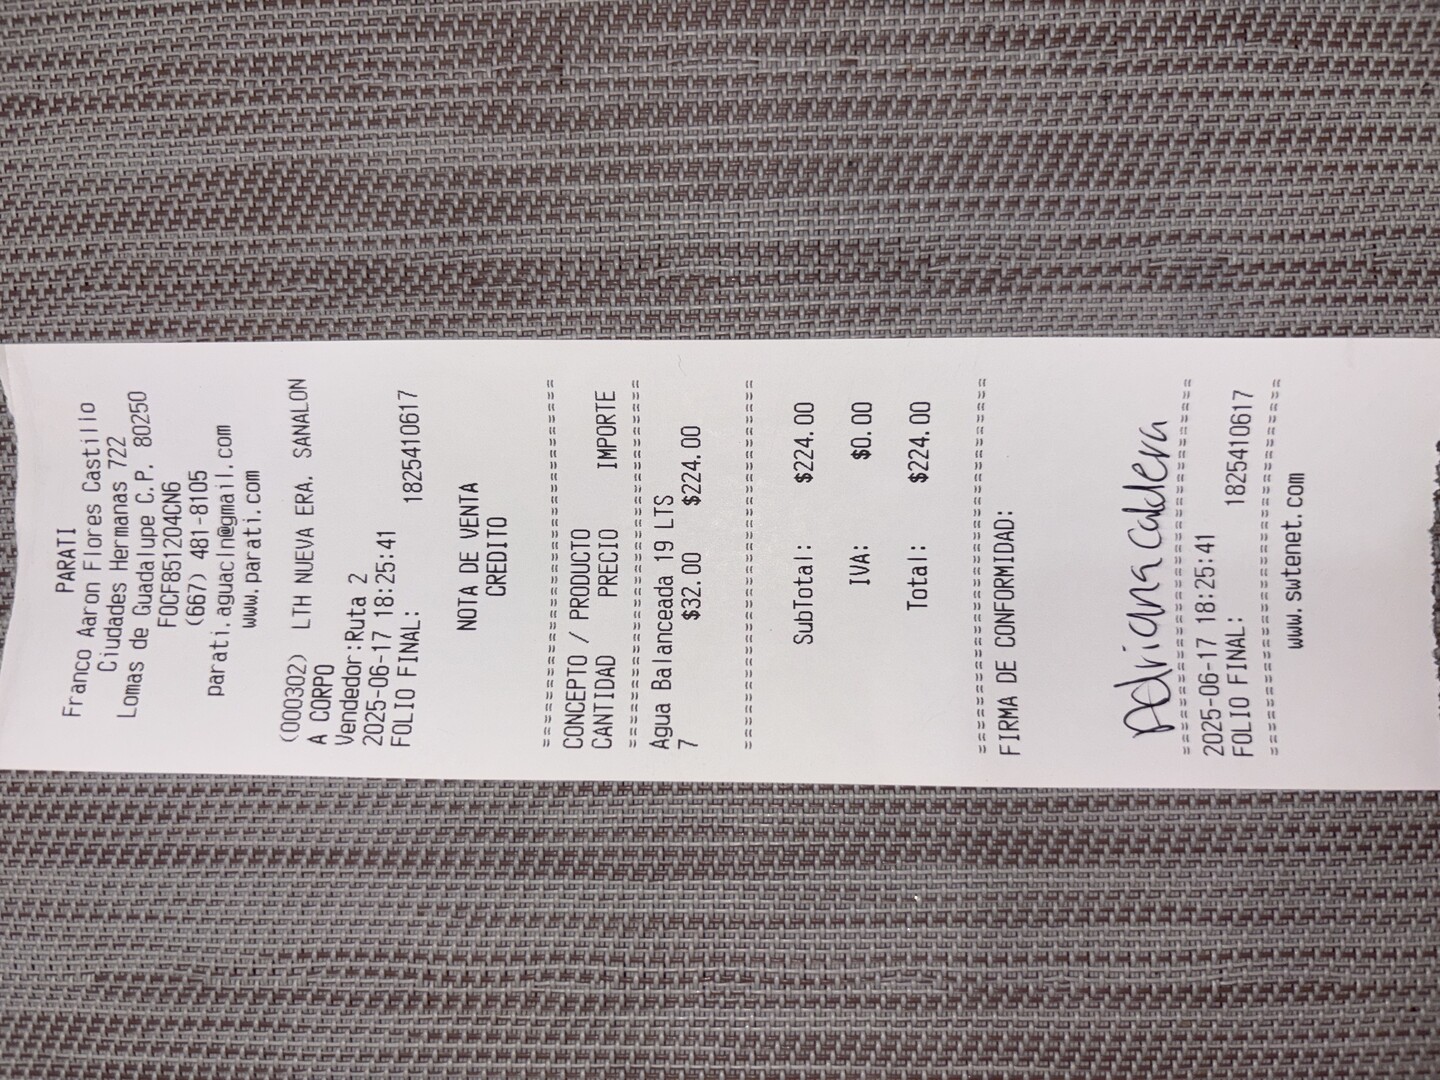 PARATI
Franco Aaron Flores Castillo
Ciudades Hermanas 722
Lomas de Guadalupe C.P. 80250
FOCF851204CN6
(667) 481-8105
parati.aguacln@gmail.com
www.parati.com
(000302) LTH NUEVA ERA. SANALON
A CORPO
Vendedor:Ruta 2
2025-06-17 18:25:41
FOLIO FINAL: 1825410617
NOTA DE VENTA
CREDITO
==============================
CONCEPTO / PRODUCTO
CANTIDAD PRECIO IMPORTE
==============================
Agua Balanceada 19 LTS
7 $32.00 $224.00
==============================
SubTotal: $224.00
IVA: $0.00
Total: $224.00
==============================
FIRMA DE CONFORMIDAD:
Adriana Caldera
==============================
2025-06-17 18:25:41
FOLIO FINAL: 1825410617
==============================
www.swtenet.com